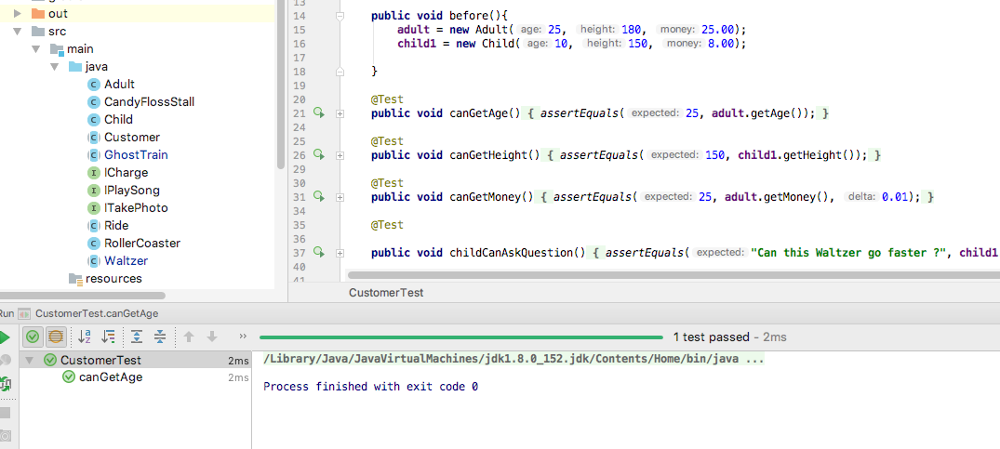 out
src
main
java
C Adult
C CandyFlossStall
C Child
C Customer
C GhostTrain
I ICharge
I IPlaySong
I ITakePhoto
C Ride
C RollerCoaster
C Waltzer
resources
13
14 public void before(){
15 adult = new Adult( age: 25, height: 180, money: 25.00);
16 child1 = new Child( age: 10, height: 150, money: 8.00);
17
18 }
19
20 @Test
21 public void canGetAge() { assertEquals( expected: 25, adult.getAge()); }
24
25 @Test
26 public void canGetHeight() { assertEquals( expected: 150, child1.getHeight()); }
29
30 @Test
31 public void canGetMoney() { assertEquals( expected: 25, adult.getMoney(), delta: 0.01); }
34
35 @Test
36
37 public void childCanAskQuestion() { assertEquals( expected: "Can this Waltzer go faster ?", child1
40
41
CustomerTest
Run CustomerTest.canGetAge
1 test passed - 2ms
CustomerTest 2ms
canGetAge 2ms
/Library/Java/JavaVirtualMachines/jdk1.8.0_152.jdk/Contents/Home/bin/java ...
Process finished with exit code 0